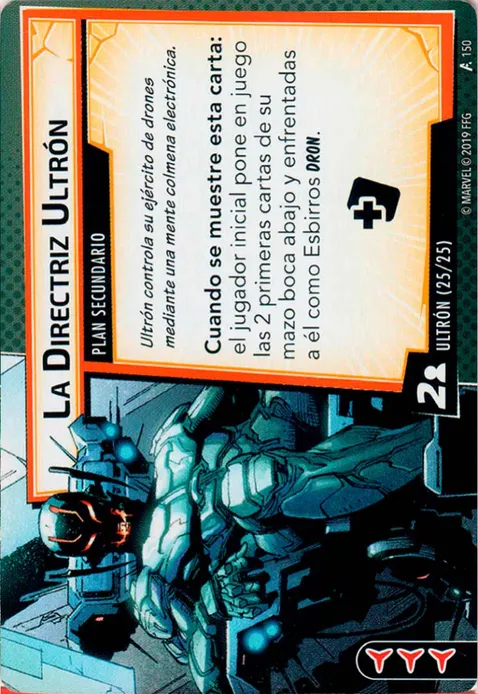 LA DIRECTRIZ ULTRÓN
PLAN SECUNDARIO
Ultrón controla su ejército de drones
mediante una mente colmena electrónica.
Cuando se muestre esta carta:
el jugador inicial pone en juego
las 2 primeras cartas de su
mazo boca abajo y enfrentadas
a él como Esbirros DRON.
2
ULTRÓN (25/25)
© MARVEL © 2019 FFG
150